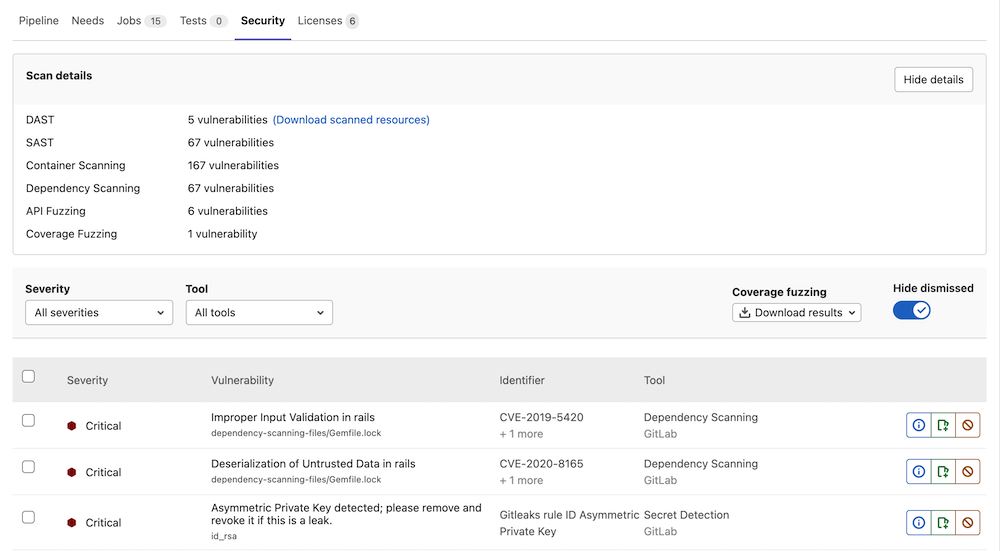 Pipeline Needs Jobs 15 Tests 0 Security Licenses 6
Scan details
Hide details
DAST 5 vulnerabilities (Download scanned resources)
SAST 67 vulnerabilities
Container Scanning 167 vulnerabilities
Dependency Scanning 67 vulnerabilities
API Fuzzing 6 vulnerabilities
Coverage Fuzzing 1 vulnerability
Severity Tool Coverage fuzzing Hide dismissed
All severities All tools Download results
Severity Vulnerability Identifier Tool
Critical Improper Input Validation in rails CVE-2019-5420 Dependency Scanning
dependency-scanning-files/Gemfile.lock + 1 more GitLab
Critical Deserialization of Untrusted Data in rails CVE-2020-8165 Dependency Scanning
dependency-scanning-files/Gemfile.lock + 1 more GitLab
Critical Asymmetric Private Key detected; please remove and
revoke it if this is a leak.
id_rsa
Gitleaks rule ID Asymmetric
Private Key
Secret Detection
GitLab